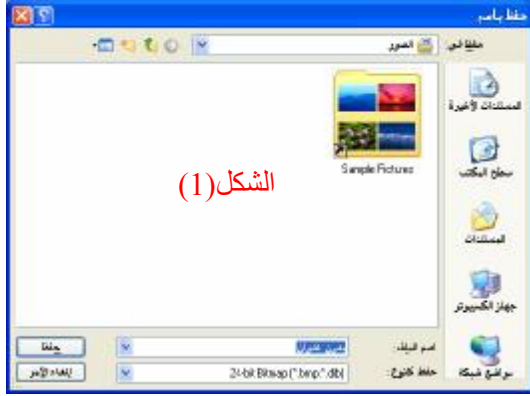 حفظ باسم
حفظ في: الصور
المستندات الأخيرة
سطح المكتب
المستندات
جهاز الكمبيوتر
مواضع شبكة
Sample Pictures
الشكل(1)
اسم الملف:
حفظ
حفظ كنوع: 24-bit Bitmap (*.bmp;*.dib)
إلغاء الأمر